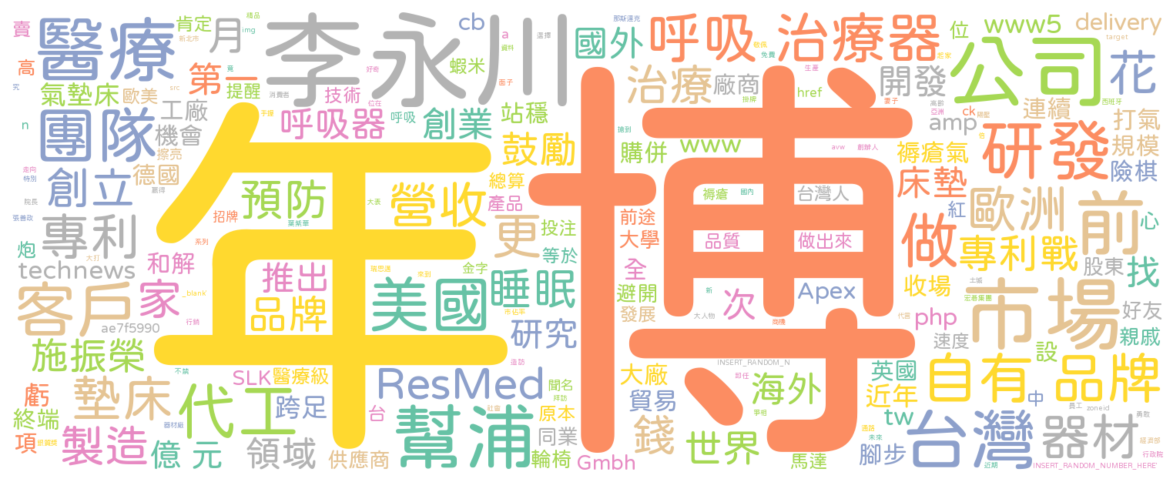 年
博
李永川
醫療
團隊
月
第一
肯定
cb
a
蝦米
國外
呼吸
治療器
位
www5
delivery
公司
花
高
賣
氣墊床
歐美
提醒
技術
工廠
機會
呼吸器
創業
站穩
治療
廠商
href
開發
amp
ck
連續
打氣
規模
險棋
研發
n
創立
德國
預防
營收
鼓勵
總算
產品
購併
www
褥瘡氣
床墊
褥瘡
台灣人
紅
歐洲
前
心
專利
炮
招牌
更
投注
等於
前途
大學
品質
做出來
做
專利戰
找
technews
和解
家
推出
品牌
美國
睡眠
金字
全
避開
發展
次
Apex
收場
股東
市場
好友
親戚
客戶
ae7f5990
研究
php
速度
設
施振榮
SLK
醫療級
ResMed
聞名
大廠
貿易
INSERT_RANDOM_N
海外
英國
近年
自有
品牌
中
虧
終端
項
墊床
代工
跨足
台
幫浦
原本
同業
輪椅
錢
tw
台灣
器材
製造
億
元
領域
供應商
Gmbh
世界
馬達
腳步
INSERT_RANDOM_NUMBER_HERE